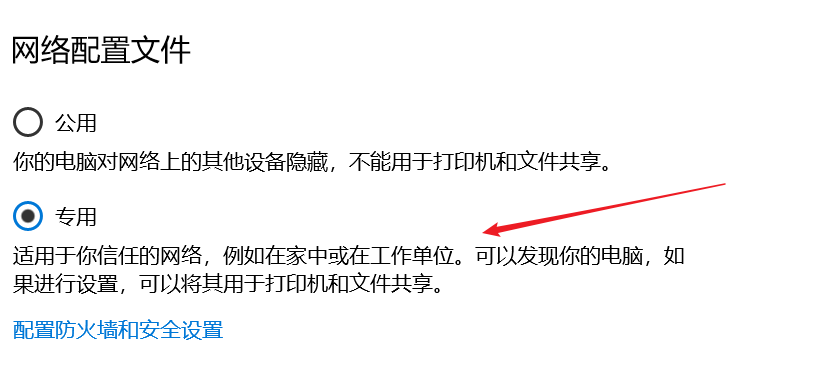 网络配置文件
公用
你的电脑对网络上的其他设备隐藏，不能用于打印机和文件共享。
专用
适用于你信任的网络，例如在家中或在工作单位。可以发现你的电脑，如
果进行设置，可以将其用于打印机和文件共享。
配置防火墙和安全设置